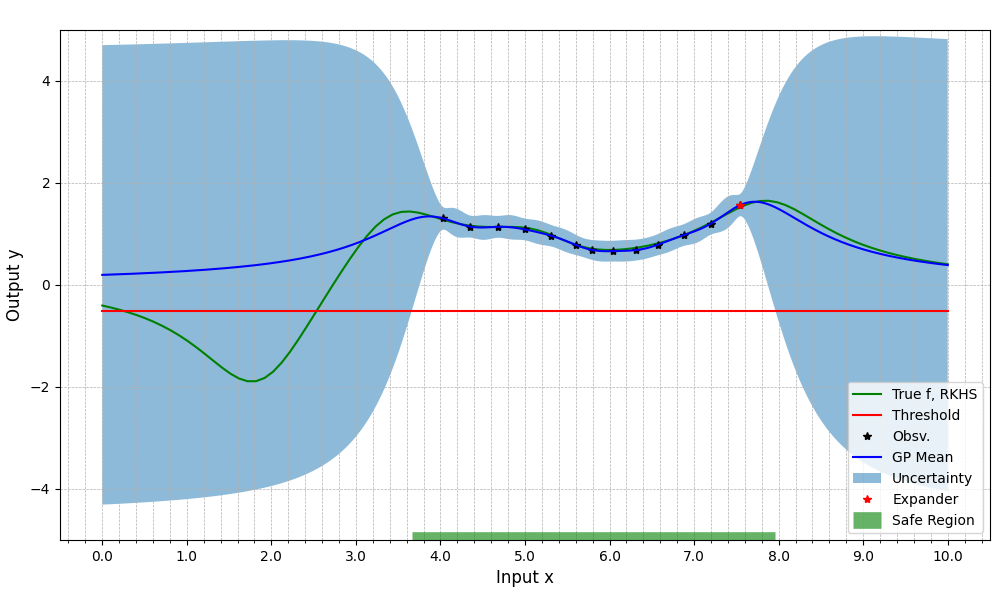 Output y
4
2
0
−2
−4
0.0 1.0 2.0 3.0 4.0 5.0 6.0 7.0 8.0 9.0 10.0
Input x
True f, RKHS
Threshold
Obsv.
GP Mean
Uncertainty
Expander
Safe Region